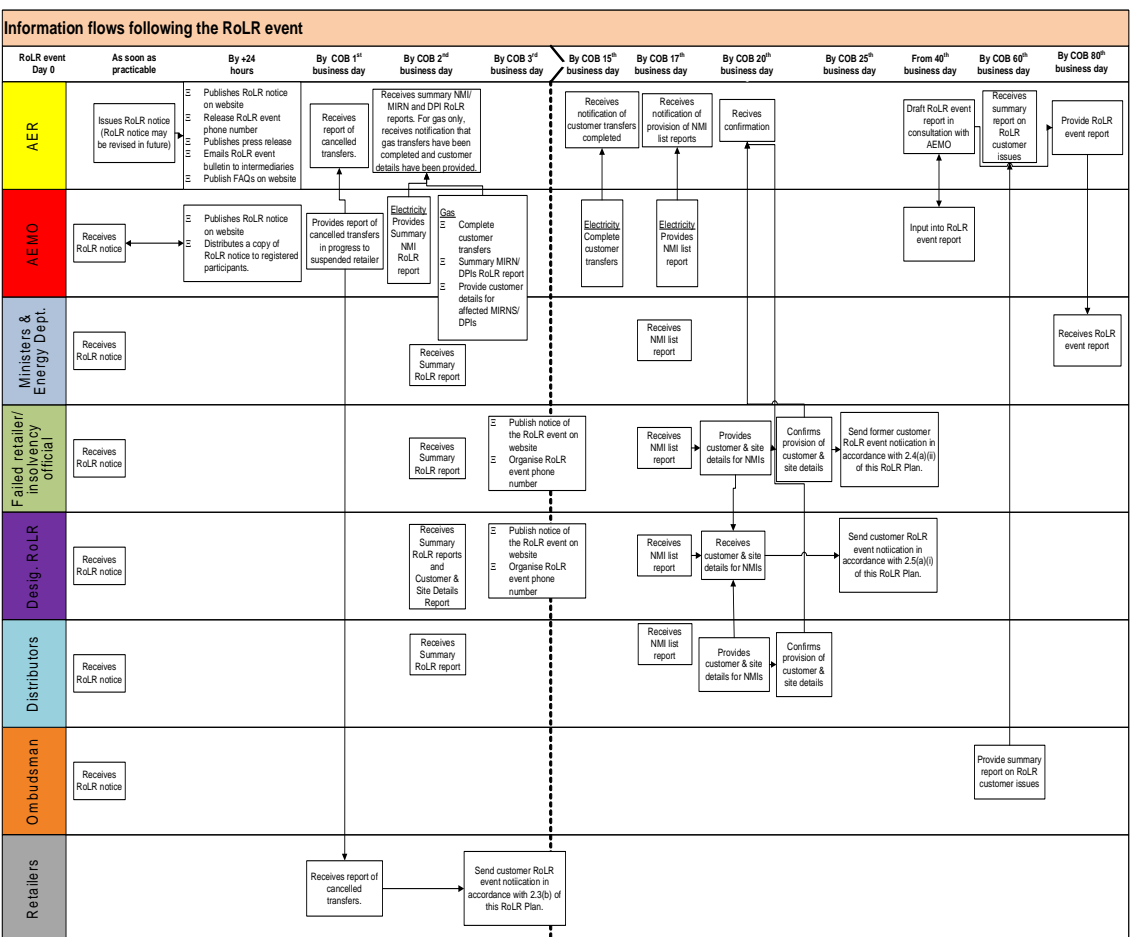 Information flows following the RoLR event
RoLR event
Day 0
As soon as
practicable
By +24
hours
By COB 1st
business day
By COB 2nd
business day
By COB 3rd
business day
By COB 15th
business day
By COB 17th
business day
By COB 20th
business day
By COB 25th
business day
From 40th
business day
By COB 60th
business day
By COB 80th
business day
AER
Issues RoLR notice
(RoLR notice may
be revised in future)
Ξ Publishes RoLR notice
on website
Ξ Release RoLR event
phone number
Ξ Publishes press release
Ξ Emails RoLR event
bulletin to intermediaries
Ξ Publish FAQs on website
Receives
report of
cancelled
transfers.
Receives summary NMI/
MIRN and DPI RoLR
reports. For gas only,
receives notification that
gas transfers have been
completed and customer
details have been provided.
Receives
notification of
customer transfers
completed
Receives
notification of
provision of NMI
list reports
Recives
confirmation
Draft RoLR event
report in
consultation with
AEMO
Receives
summary
report on
RoLR
customer
issues
Provide RoLR
event report
AEMO
Receives
RoLR notice
Ξ Publishes RoLR notice
on website
Ξ Distributes a copy of
RoLR notice to registered
participants.
Provides report of
cancelled transfers
in progress to
suspended retailer
Electricity
Provides
Summary
NMI
RoLR
report
Gas
Ξ Complete
customer
transfers
Ξ Summary MIRN/
DPIs RoLR report
Ξ Provide customer
details for
affected MIRNS/
DPIs
Electricity
Complete
customer
transfers
Electricity
Provides
NMI list
report
Input into RoLR
event report
Ministers &
Energy Dept.
Receives
RoLR notice
Receives
Summary
RoLR report
Receives
NMI list
report
Receives RoLR
event report
Failed retailer/
insolvency
official
Receives
RoLR notice
Receives
Summary
RoLR report
Ξ Publish notice of
the RoLR event on
website
Ξ Organise RoLR
event phone
number
Receives
NMI list
report
Provides
customer & site
details for NMIs
Confirms
provision of
customer &
site details
Send former customer
RoLR event notiication in
accordance with 2.4(a)(ii)
of this RoLR Plan.
Desig. RoLR
Receives
RoLR notice
Receives
Summary
RoLR reports
and
Customer &
Site Details
Report
Ξ Publish notice of
the RoLR event on
website
Ξ Organise RoLR
event phone
number
Receives
NMI list
report
Receives
customer & site
details for NMIs
Send customer RoLR
event notiication in
accordance with 2.5(a)(i)
of this RoLR Plan.
Distributors
Receives
RoLR notice
Receives
Summary
RoLR report
Receives
NMI list
report
Provides
customer & site
details for NMIs
Confirms
provision of
customer &
site details
Ombudsman
Receives
RoLR notice
Provide summary
report on RoLR
customer issues
Retailers
Receives report of
cancelled
transfers.
Send customer RoLR
event notiication in
accordance with 2.3(b) of
this RoLR Plan.